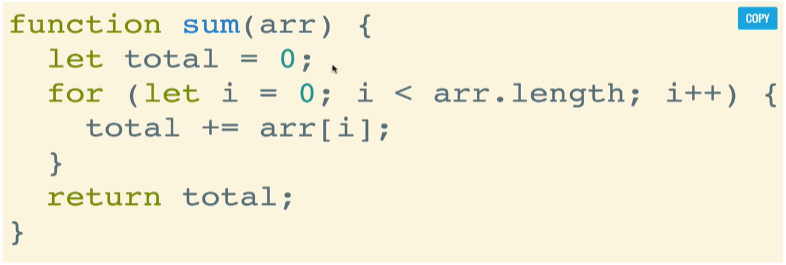 function sum(arr) {
COPY
  let total = 0;
  for (let i = 0; i < arr.length; i++) {
    total += arr[i];
  }
  return total;
}